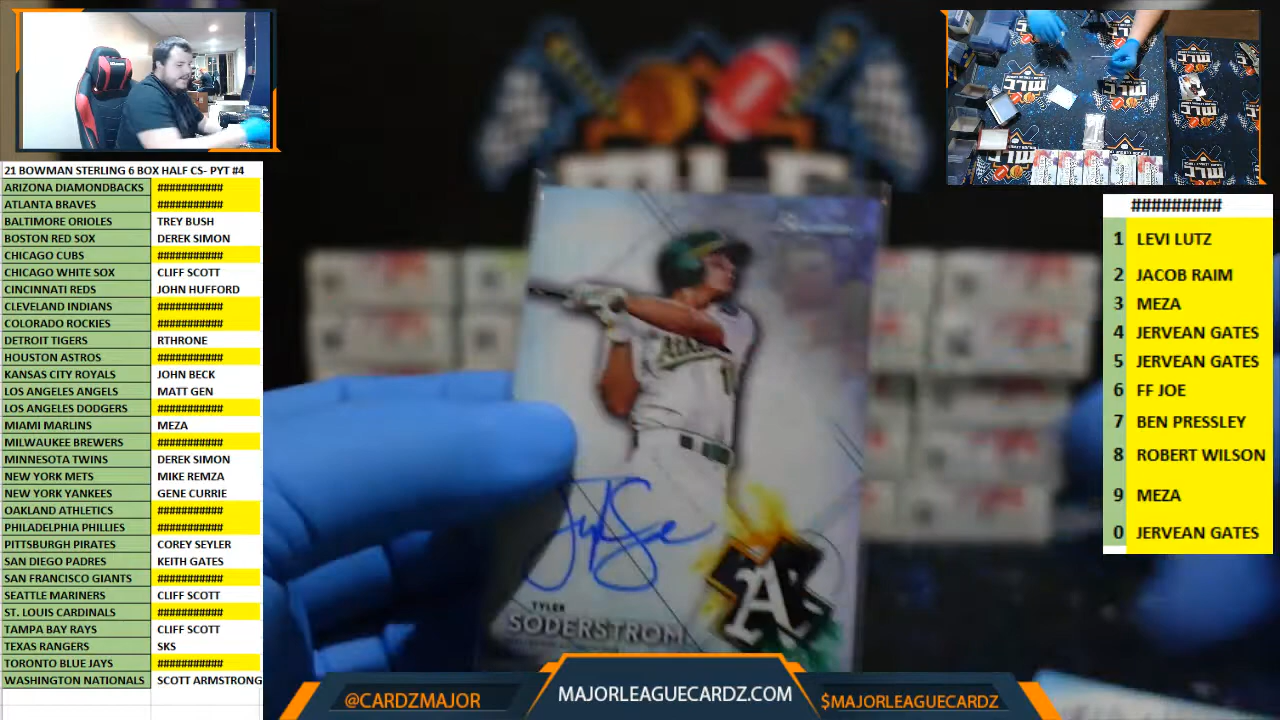 21 BOWMAN STERLING 6 BOX HALF CS- PYT #4
ARIZONA DIAMONDBACKS ###########
ATLANTA BRAVES ###########
BALTIMORE ORIOLES TREY BUSH
BOSTON RED SOX DEREK SIMON
CHICAGO CUBS ###########
CHICAGO WHITE SOX CLIFF SCOTT
CINCINNATI REDS JOHN HUFFORD
CLEVELAND INDIANS ###########
COLORADO ROCKIES ###########
DETROIT TIGERS RTHRONE
HOUSTON ASTROS ###########
KANSAS CITY ROYALS JOHN BECK
LOS ANGELES ANGELS MATT GEN
LOS ANGELES DODGERS ###########
MIAMI MARLINS MEZA
MILWAUKEE BREWERS ###########
MINNESOTA TWINS DEREK SIMON
NEW YORK METS MIKE REMZA
NEW YORK YANKEES GENE CURRIE
OAKLAND ATHLETICS ###########
PHILADELPHIA PHILLIES ###########
PITTSBURGH PIRATES COREY SEYLER
SAN DIEGO PADRES KEITH GATES
SAN FRANCISCO GIANTS ###########
SEATTLE MARINERS CLIFF SCOTT
ST. LOUIS CARDINALS ###########
TAMPA BAY RAYS CLIFF SCOTT
TEXAS RANGERS SKS
TORONTO BLUE JAYS ###########
WASHINGTON NATIONALS SCOTT ARMSTRONG
TYLER
SODERSTROM
A's
#########
1 LEVI LUTZ
2 JACOB RAIM
3 MEZA
4 JERVEAN GATES
5 JERVEAN GATES
6 FF JOE
7 BEN PRESSLEY
8 ROBERT WILSON
9 MEZA
0 JERVEAN GATES
@CARDZMAJOR
MAJORLEAGUECARDZ.COM
$MAJORLEAGUECARDZ